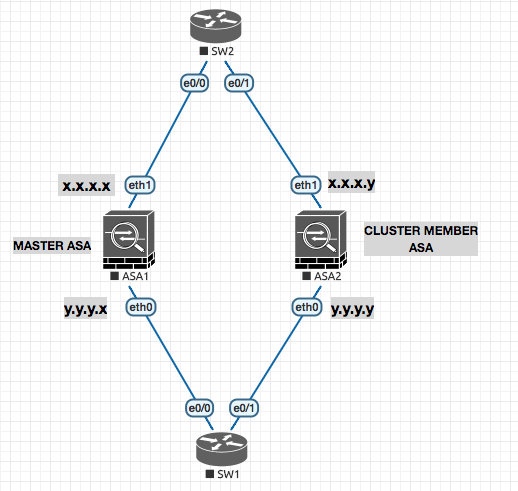 SW2
e0/0
e0/1
x.x.x.x
eth1
eth1
x.x.x.y
MASTER ASA
CLUSTER MEMBER
ASA
ASA1
ASA2
y.y.y.x
eth0
eth0
y.y.y.y
e0/0
e0/1
SW1